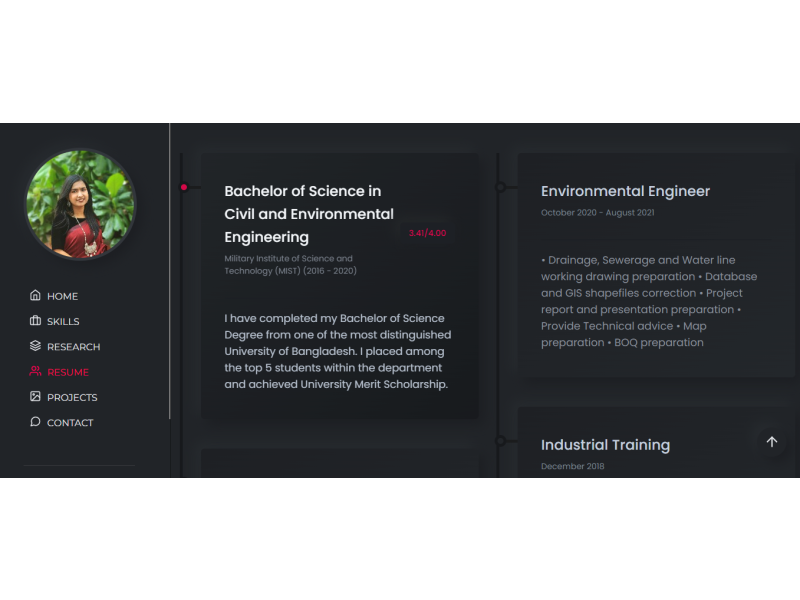 HOME
SKILLS
RESEARCH
RESUME
PROJECTS
CONTACT
Bachelor of Science in
Civil and Environmental
Engineering
3.41/4.00
Military Institute of Science and
Technology (MIST) (2016 - 2020)
I have completed my Bachelor of Science
Degree from one of the most distinguished
University of Bangladesh. I placed among
the top 5 students within the department
and achieved University Merit Scholarship.
Environmental Engineer
October 2020 - August 2021
• Drainage, Sewerage and Water line
working drawing preparation • Database
and GIS shapefiles correction • Project
report and presentation preparation •
Provide Technical advice • Map
preparation • BOQ preparation
Industrial Training
December 2018